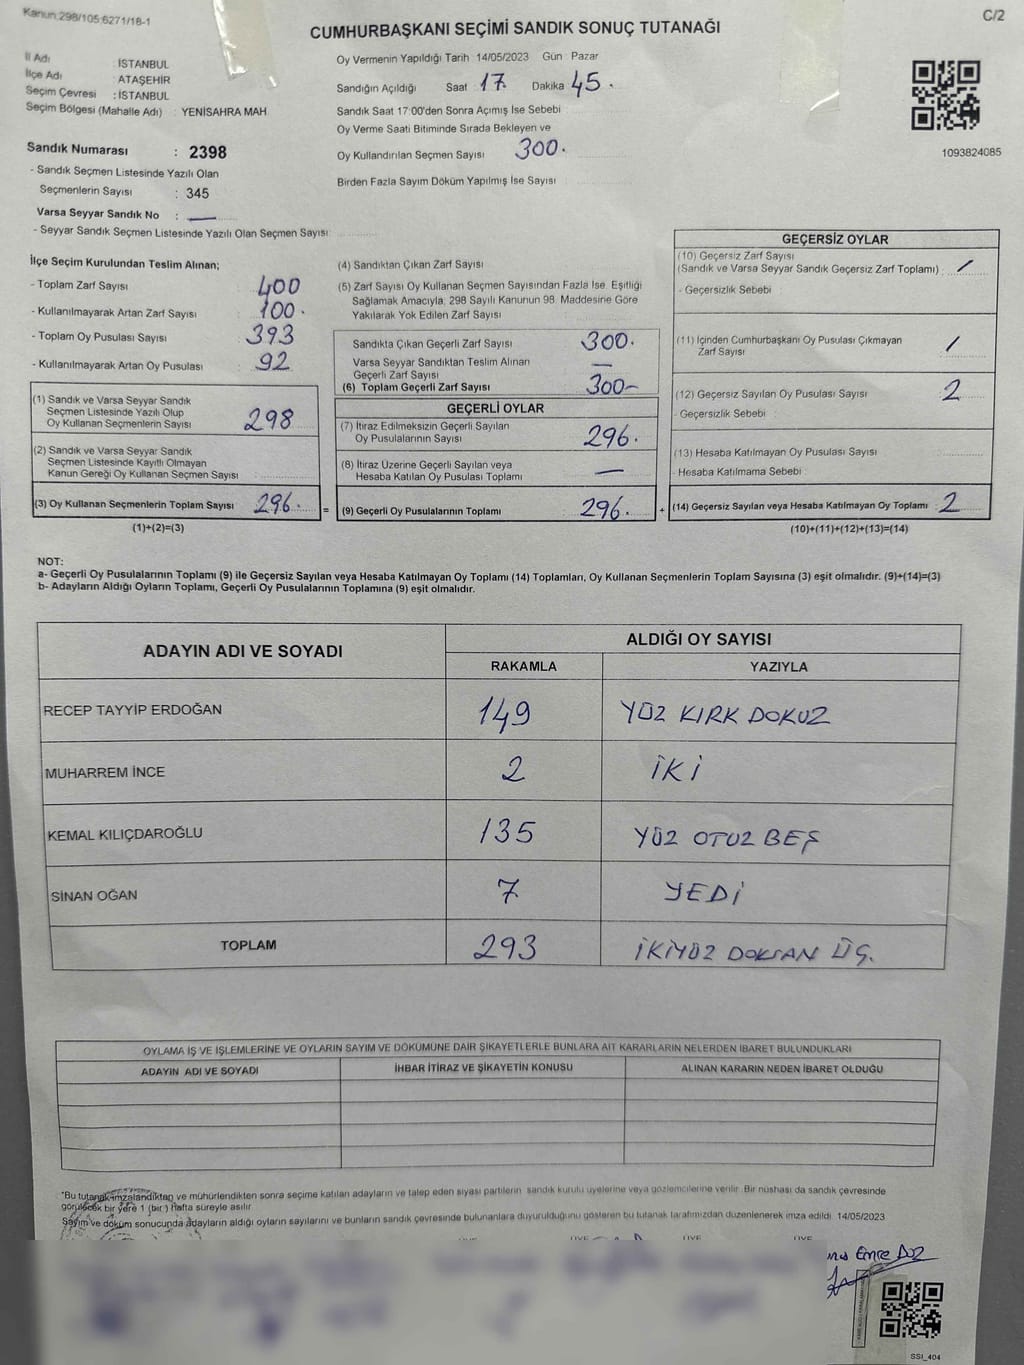 Kanun:298/105;6271/18-1
C/2
CUMHURBAŞKANI SEÇİMİ SANDIK SONUÇ TUTANAĞI
İl Adı : İSTANBUL
İlçe Adı : ATAŞEHİR
Seçim Çevresi : İSTANBUL
Seçim Bölgesi (Mahalle Adı) : YENİSAHRA MAH
Sandık Numarası : 2398
- Sandık Seçmen Listesinde Yazılı Olan
Seçmenlerin Sayısı : 345
Varsa Seyyar Sandık No : —
- Seyyar Sandık Seçmen Listesinde Yazılı Olan Seçmen Sayısı:
Oy Vermenin Yapıldığı Tarih 14/05/2023 Gün Pazar
Sandığın Açıldığı Saat 17. Dakika 45.
Sandık Saat 17:00'den Sonra Açımış İse Sebebi
Oy Verme Saati Bitiminde Sırada Bekleyen ve
Oy Kullandırılan Seçmen Sayısı 300.
Birden Fazla Sayım Döküm Yapılmış İse Sayısı :
1093824085
İlçe Seçim Kurulundan Teslim Alınan;
- Toplam Zarf Sayısı : 400
- Kullanılmayarak Artan Zarf Sayısı : 100.
- Toplam Oy Pusulası Sayısı : 393
- Kullanılmayarak Artan Oy Pusulası : 92
(1) Sandık ve Varsa Seyyar Sandık
Seçmen Listesinde Yazılı Olup
Oy Kullanan Seçmenlerin Sayısı : 298
(2) Sandık ve Varsa Seyyar Sandık
Seçmen Listesinde Kayıtlı Olmayan
Kanun Gereği Oy Kullanan Seçmen Sayısı :
(3) Oy Kullanan Seçmenlerin Toplam Sayısı : 296.
(1)+(2)=(3)
(4) Sandıktan Çıkan Zarf Sayısı :
(5) Zarf Sayısı Oy Kullanan Seçmen Sayısından Fazla İse, Eşitliği
Sağlamak Amacıyla, 298 Sayılı Kanunun 98. Maddesine Göre
Yakılarak Yok Edilen Zarf Sayısı :
Sandıkta Çıkan Geçerli Zarf Sayısı : 300.
Varsa Seyyar Sandıktan Teslim Alınan
Geçerli Zarf Sayısı : —
(6) Toplam Geçerli Zarf Sayısı : 300-
GEÇERLİ OYLAR
(7) İtiraz Edilmeksizin Geçerli Sayılan
Oy Pusulalarının Sayısı : 296.
(8) İtiraz Üzerine Geçerli Sayılan veya
Hesaba Katılan Oy Pusulası Toplamı : —
= (9) Geçerli Oy Pusulalarının Toplamı : 296.
GEÇERSİZ OYLAR
(10) Geçersiz Zarf Sayısı
(Sandık ve Varsa Seyyar Sandık Geçersiz Zarf Toplamı) : /
- Geçersizlik Sebebi :
(11) İçinden Cumhurbaşkanı Oy Pusulası Çıkmayan
Zarf Sayısı : /
(12) Geçersiz Sayılan Oy Pusulası Sayısı : 2
- Geçersizlik Sebebi :
(13) Hesaba Katılmayan Oy Pusulası Sayısı :
- Hesaba Katılmama Sebebi :
+ (14) Geçersiz Sayılan veya Hesaba Katılmayan Oy Toplamı : 2
(10)+(11)+(12)+(13)=(14)
NOT:
a- Geçerli Oy Pusulalarının Toplamı (9) ile Geçersiz Sayılan veya Hesaba Katılmayan Oy Toplamı (14) Toplamları, Oy Kullanan Seçmenlerin Toplam Sayısına (3) eşit olmalıdır. (9)+(14)=(3)
b- Adayların Aldığı Oyların Toplamı, Geçerli Oy Pusulalarının Toplamına (9) eşit olmalıdır.
ADAYIN ADI VE SOYADI
ALDIĞI OY SAYISI
RAKAMLA YAZIYLA
RECEP TAYYİP ERDOĞAN 149 YÜZ KIRK DOKUZ
MUHARREM İNCE 2 İKİ
KEMAL KILIÇDAROĞLU 135 YÜZ OTUZ BEŞ
SİNAN OĞAN 7 YEDİ
TOPLAM 293 İKİYÜZ DOKSAN ÜÇ.
OYLAMA İŞ VE İŞLEMLERİNE VE OYLARIN SAYIM VE DÖKÜMÜNE DAİR ŞİKAYETLERLE BUNLARA AİT KARARLARIN NELERDEN İBARET BULUNDUKLARI
ADAYIN ADI VE SOYADI
İHBAR İTİRAZ VE ŞİKAYETİN KONUSU
ALINAN KARARIN NEDEN İBARET OLDUĞU
*Bu tutanak imzalandıktan ve mühürlendikten sonra seçime katılan adayların ve talep eden siyasi partilerin sandık kurulu üyelerine veya gözlemcilerine verilir. Bir nüshası da sandık çevresinde
görülecek bir yere 1 (bir) hafta süreyle asılır.
Sayım ve döküm sonucunda adayların aldığı oyların sayılarını ve bunların sandık çevresinde bulunanlara duyurulduğunu gösteren bu tutanak tarafımızdan düzenlenerek imza edildi. 14/05/2023
Emre
SSI_404